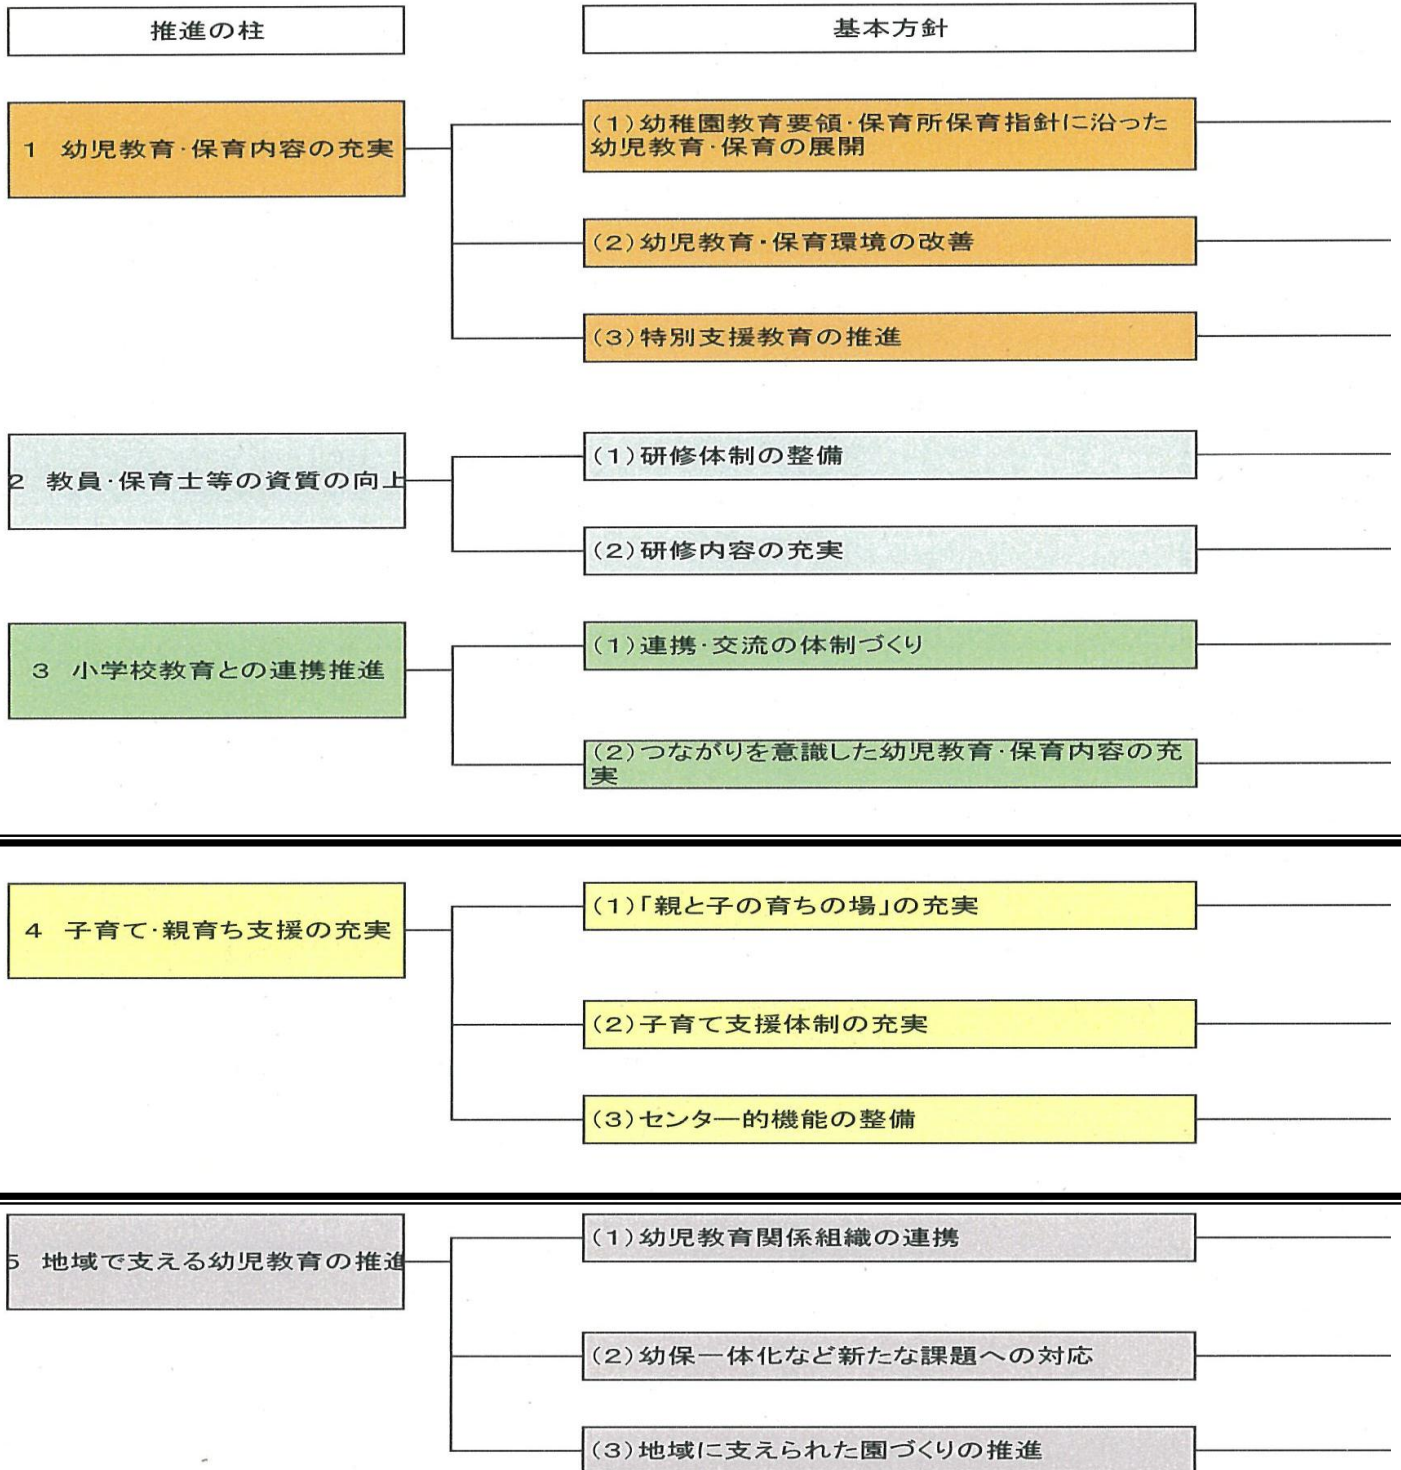 推進の柱
基本方針
1 幼児教育・保育内容の充実
(1)幼稚園教育要領・保育所保育指針に沿った
幼児教育・保育の展開
(2)幼児教育・保育環境の改善
(3)特別支援教育の推進
2 教員・保育士等の資質の向上
(1)研修体制の整備
(2)研修内容の充実
3 小学校教育との連携推進
(1)連携・交流の体制づくり
(2)つながりを意識した幼児教育・保育内容の充
実
4 子育て・親育ち支援の充実
(1)「親と子の育ちの場」の充実
(2)子育て支援体制の充実
(3)センター的機能の整備
5 地域で支える幼児教育の推進
(1)幼児教育関係組織の連携
(2)幼保一体化など新たな課題への対応
(3)地域に支えられた園づくりの推進